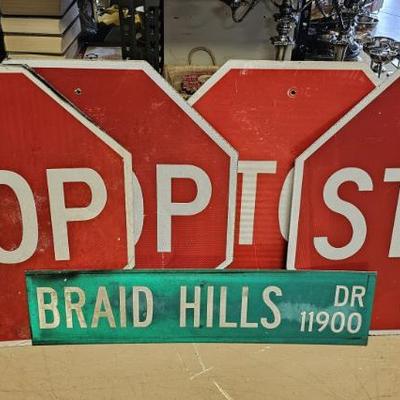 OP OP T ST
BRAID HILLS DR
11900